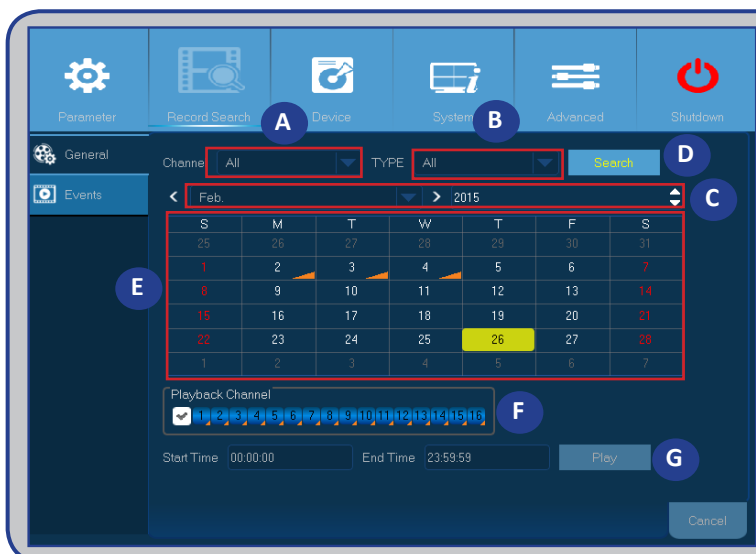 Parameter Record Search Device System Advanced Shutdown
A B
General
Channel All TYPE All Search D
Events
< Feb. > 2015 C
S M T W T F S
25 26 27 28 29 30 31
1 2 3 4 5 6 7
E
8 9 10 11 12 13 14
15 16 17 18 19 20 21
22 23 24 25 26 27 28
1 2 3 4 5 6 7
Playback Channel
1 2 3 4 5 6 7 8 9 10 11 12 13 14 15 16 F
Start Time 00:00:00 End Time 23:59:59 Play G
Cancel